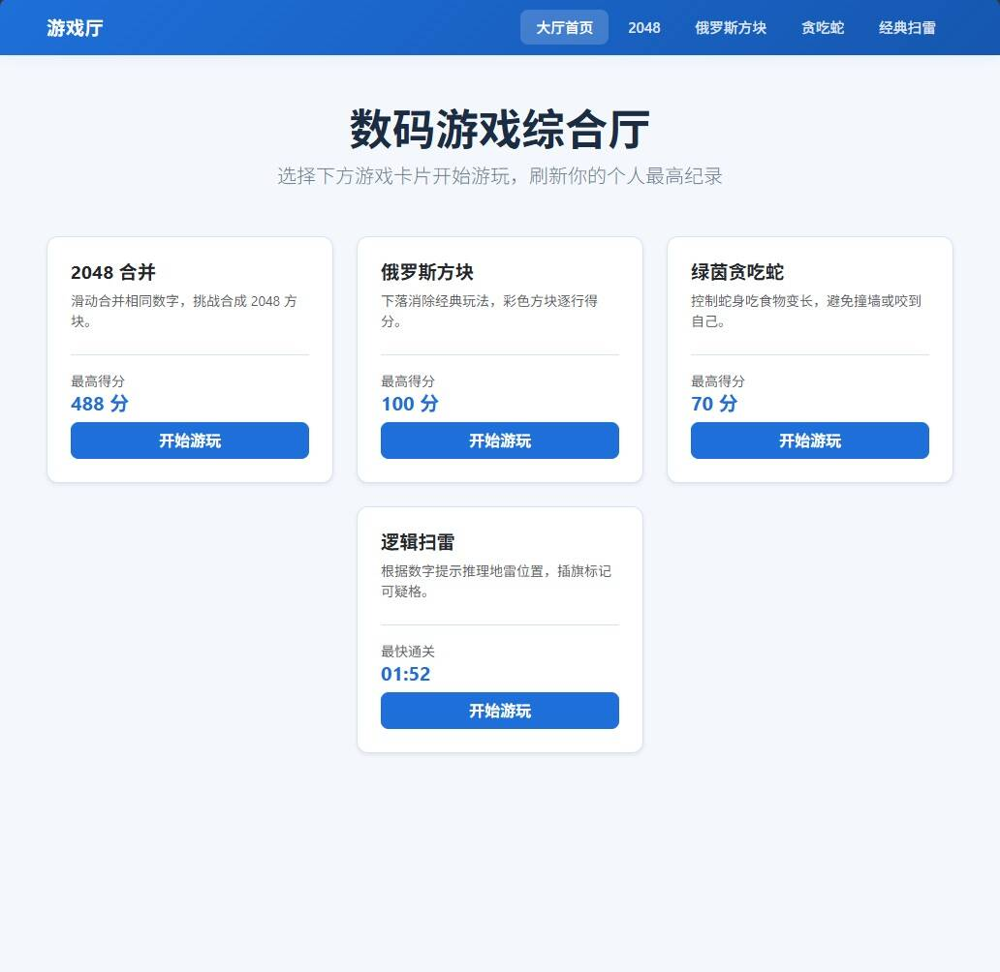 游戏厅
大厅首页
2048
俄罗斯方块
贪吃蛇
经典扫雷
数码游戏综合厅
选择下方游戏卡片开始游玩，刷新你的个人最高纪录
2048 合并
滑动合并相同数字，挑战合成 2048 方
块。
最高得分
488 分
开始游玩
俄罗斯方块
下落消除经典玩法，彩色方块逐行得
分。
最高得分
100 分
开始游玩
绿茵贪吃蛇
控制蛇身吃食物变长，避免撞墙或咬到
自己。
最高得分
70 分
开始游玩
逻辑扫雷
根据数字提示推理地雷位置，插旗标记
可疑格。
最快通关
01:52
开始游玩